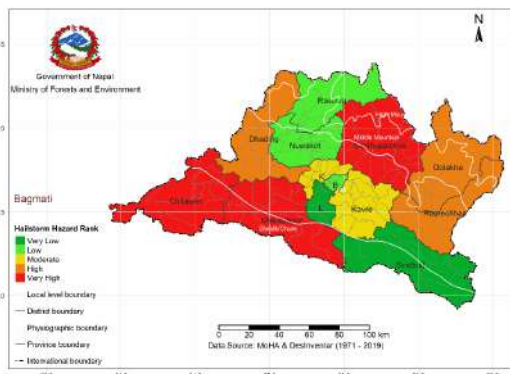 N
Government of Nepal
Ministry of Forests and Environment
Rasuwa
Dhading
Nuwakot
Middle Mountain
Dolakha
Bagmati
Chitawan
L
Kavre
Ramechhap
Sindhuli
Hailstorm Hazard Rank
Very Low
Low
Moderate
High
Very High
Local level boundary
District boundary
Physiographic boundary
Province boundary
International boundary
0 20 40 60 80 100 km
Data Source: MoHA & DesInventar (1971 - 2019)